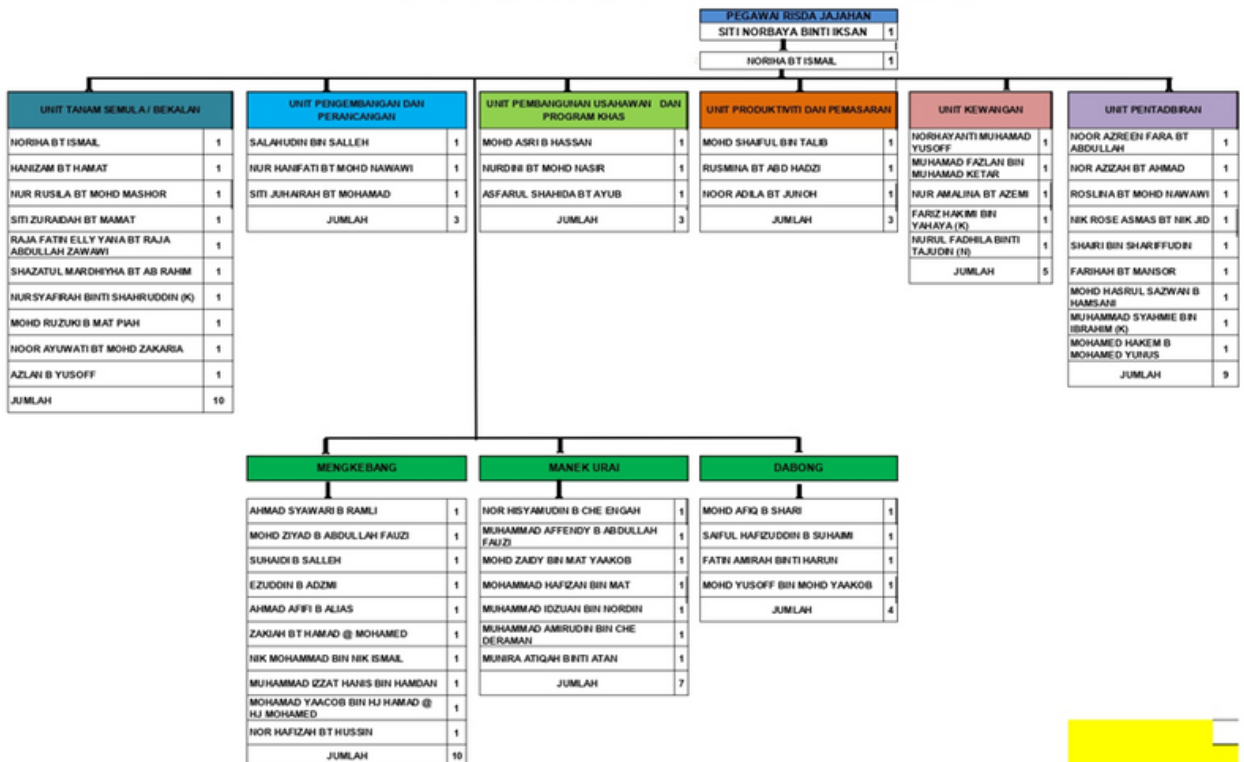 PEGAWAI RISDA JAJAHAN
SITI NORBAYA BINTI IKSAN 1
NORIHA BT ISMAIL 1
UNIT TANAM SEMULA / BEKALAN
NORIHA BT ISMAIL 1
HANIZAM BT HAMAT 1
NUR RUSILA BT MOHD MASHOR 1
SITI ZURAIDAH BT MAMAT 1
RAJA FATIN ELLY YANA BT RAJA
ABDULLAH ZAWAWI 1
SHAZATUL MARDHIYHA BT AB RAHIM 1
NURSYAFIRAH BINTI SHAHRUDDIN (K) 1
MOHD RUZUKI B MAT PIAH 1
NOOR AYUWATI BT MOHD ZAKARIA 1
AZLAN B YUSOFF 1
JUMLAH 10
UNIT PENGEMBANGAN DAN
PERANCANGAN
SALAHUDIN BIN SALLEH 1
NUR HANIFATI BT MOHD NAWAWI 1
SITI JUHAIRAH BT MOHAMAD 1
JUMLAH 3
UNIT PEMBANGUNAN USAHAWAN DAN
PROGRAM KHAS
MOHD ASRI B HASSAN 1
NURDINI BT MOHD NASIR 1
ASFARUL SHAHIDA BT AYUB 1
JUMLAH 3
UNIT PRODUKTIVITI DAN PEMASARAN
MOHD SHAIFUL BIN TALIB 1
RUSMINA BT ABD HADZI 1
NOOR ADILA BT JUNOH 1
JUMLAH 3
UNIT KEWANGAN
NORHAYANTI MUHAMAD
YUSOFF 1
MUHAMAD FAZLAN BIN
MUHAMAD KETAR 1
NUR AMALINA BT AZEMI 1
FARIZ HAKIMI BIN
YAHAYA (K) 1
NURUL FADHILA BINTI
TAJUDIN (N) 1
JUMLAH 5
UNIT PENTADBIRAN
NOOR AZREEN FARA BT
ABDULLAH 1
NOR AZIZAH BT AHMAD 1
ROSLINA BT MOHD NAWAWI 1
NIK ROSE ASMAS BT NIK JID 1
SHAIRI BIN SHARIFFUDIN 1
FARIHAH BT MANSOR 1
MOHD HASRUL SAZWAN B
HAMSANI 1
MUHAMMAD SYAHMIE BIN
IBRAHIM (K) 1
MOHAMED HAKEM B
MOHAMED YUNUS 1
JUMLAH 9
MENGKEBANG
AHMAD SYAWARI B RAMLI 1
MOHD ZIYAD B ABDULLAH FAUZI 1
SUHAIDI B SALLEH 1
EZUDDIN B ADZMI 1
AHMAD AFIFI B ALIAS 1
ZAKIAH BT HAMAD @ MOHAMED 1
NIK MOHAMMAD BIN NIK ISMAIL 1
MUHAMMAD IZZAT HANIS BIN HAMDAN 1
MOHAMAD YAACOB BIN HJ HAMAD @
HJ MOHAMED 1
NOR HAFIZAH BT HUSSIN 1
JUMLAH 10
MANEK URAI
NOR HISYAMUDIN B CHE ENGAH 1
MUHAMMAD AFFENDY B ABDULLAH
FAUZI 1
MOHD ZAIDY BIN MAT YAAKOB 1
MOHAMMAD HAFIZAN BIN MAT 1
MUHAMMAD IDZUAN BIN NORDIN 1
MUHAMMAD AMIRUDIN BIN CHE
DERAMAN 1
MUNIRA ATIQAH BINTI ATAN 1
JUMLAH 7
DABONG
MOHD AFIQ B SHARI 1
SAIFUL HAFIZUDDIN B SUHAIMI 1
FATIN AMIRAH BINTI HARUN 1
MOHD YUSOFF BIN MOHD YAAKOB 1
JUMLAH 4